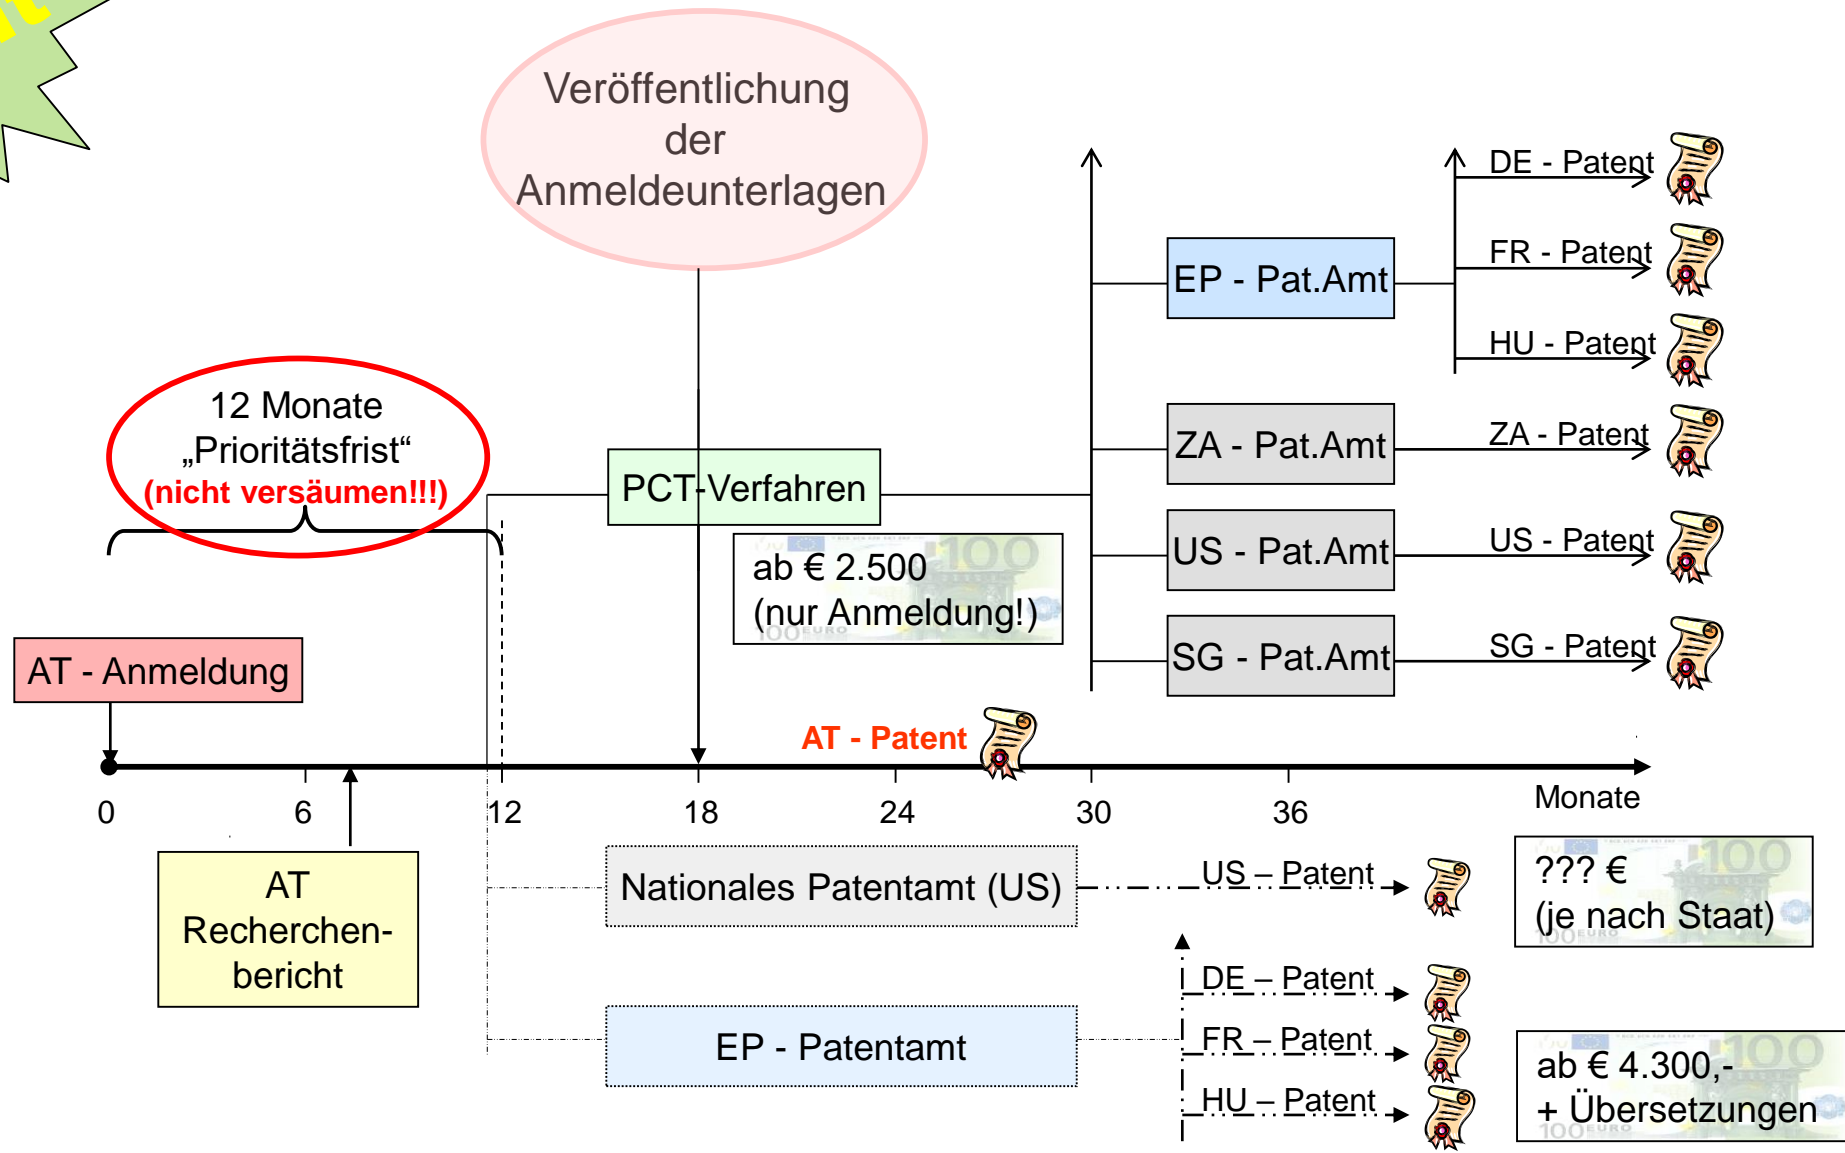 Veröffentlichung
der
Anmeldeunterlagen
DE - Patent
FR - Patent
HU - Patent
EP - Pat.Amt
12 Monate
„Prioritätsfrist“
(nicht versäumen!!!)
PCT-Verfahren
ZA - Pat.Amt
ZA - Patent
ab € 2.500
(nur Anmeldung!)
US - Pat.Amt
US - Patent
SG - Pat.Amt
SG - Patent
AT - Anmeldung
AT - Patent
0 6 12 18 24 30 36 Monate
AT
Recherchen-
bericht
Nationales Patentamt (US)
US – Patent
??? €
(je nach Staat)
EP - Patentamt
DE – Patent
FR – Patent
HU – Patent
ab € 4.300,-
+ Übersetzungen